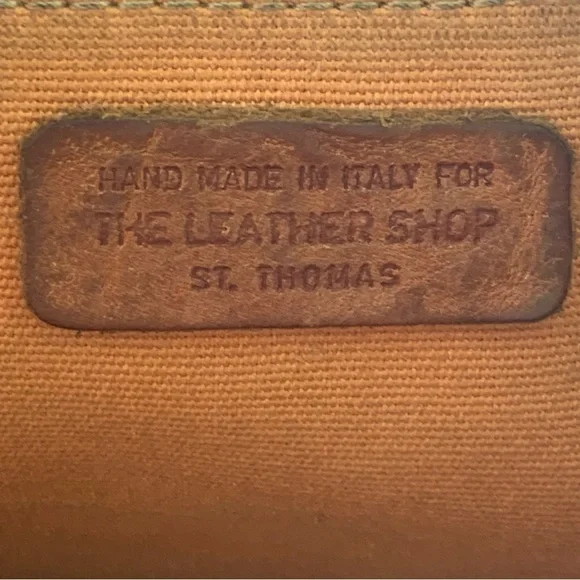 HAND MADE IN ITALY FOR
THE LEATHER SHOP
ST. THOMAS